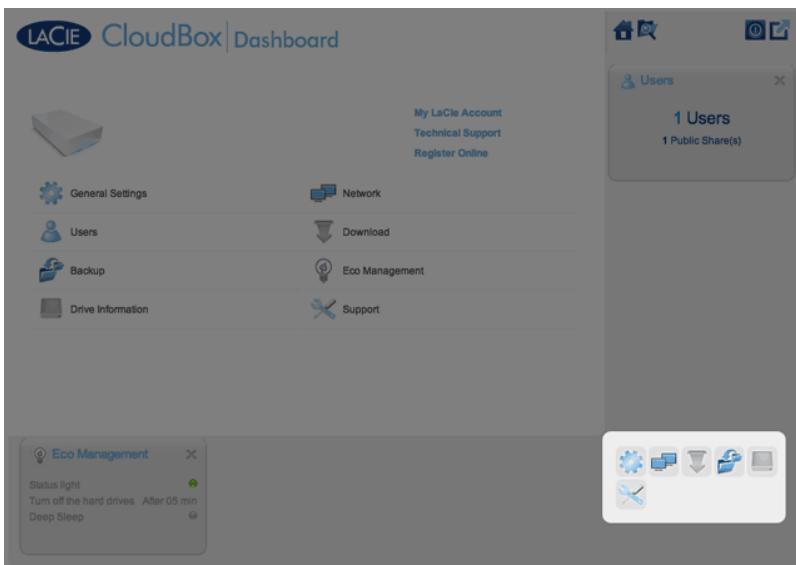 LACIE CloudBox Dashboard
My LaCie Account
Technical Support
Register Online
General Settings
Network
Users
Download
Backup
Eco Management
Drive Information
Support
Users
1 Users
1 Public Share(s)
Eco Management
Status light
Turn off the hard drives After 05 min
Deep Sleep